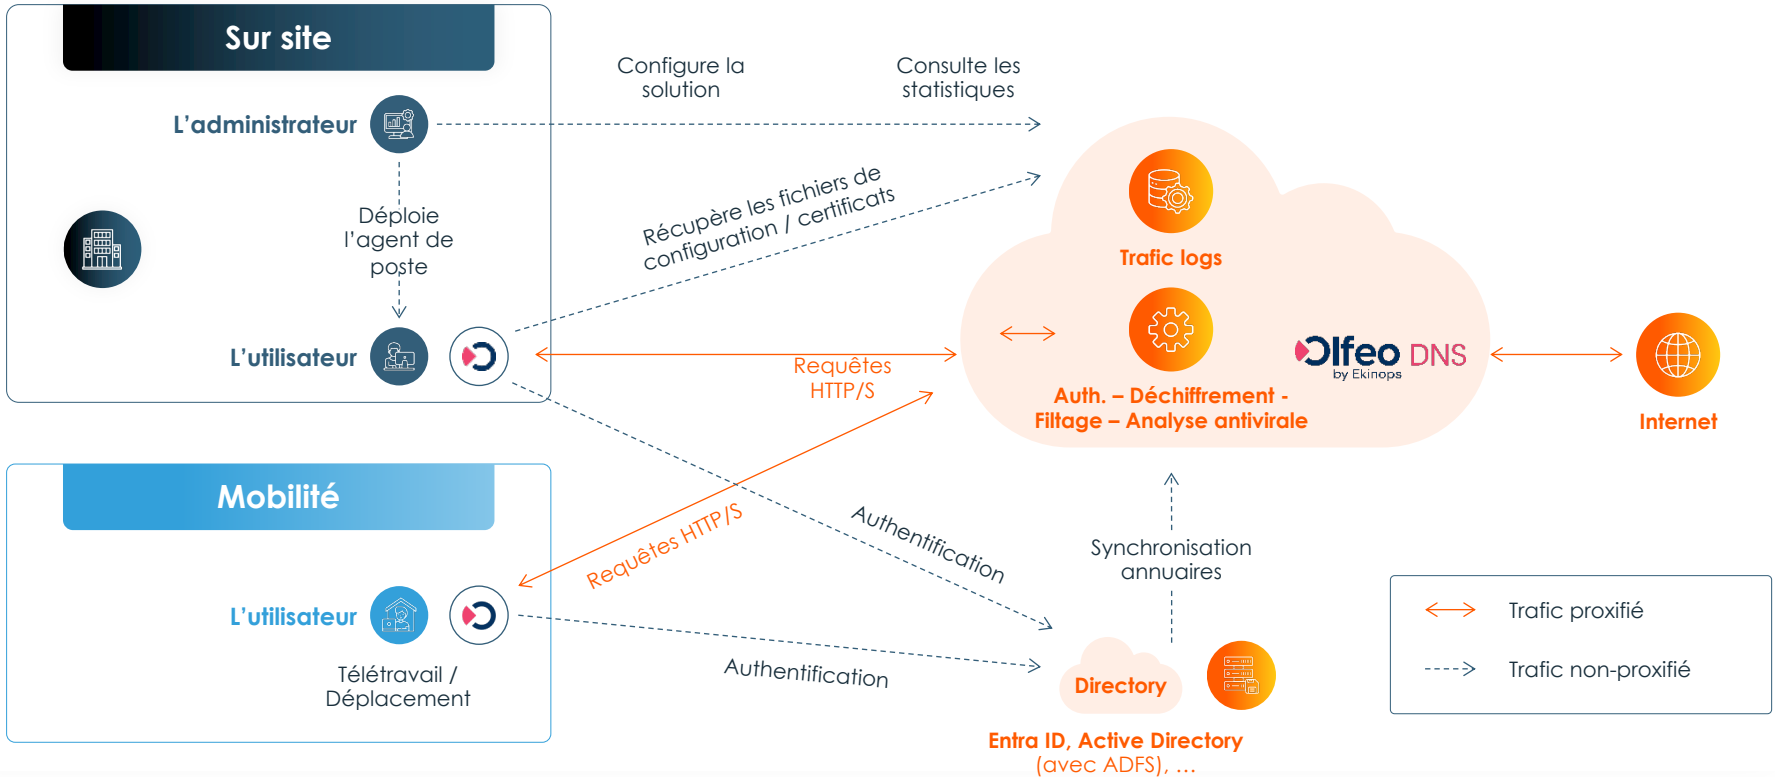 Sur site
L'administrateur
Configure la
solution
Consulte les
statistiques
Déploie
l'agent de
poste
L'utilisateur
Récupère les fichiers de
configuration / certificats
Requêtes
HTTP/S
Trafic logs
Auth. – Déchiffrement -
Filtage – Analyse antivirale
Olfeo DNS
by Ekinops
Internet
Mobilité
L'utilisateur
Télétravail /
Déplacement
Requêtes HTTP/S
Authentification
Authentification
Synchronisation
annuaires
Directory
Entra ID, Active Directory
(avec ADFS), ...
Trafic proxifié
Trafic non-proxifié